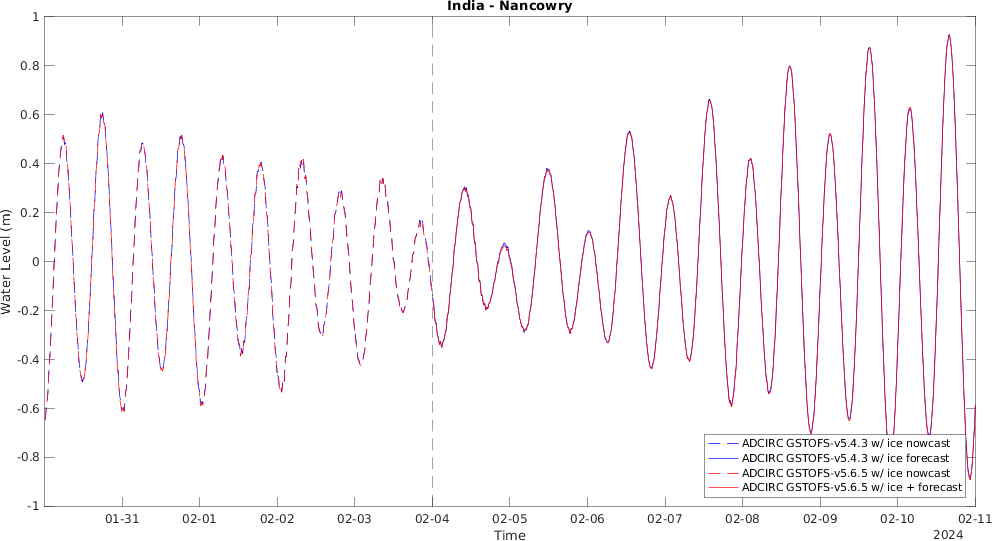 India - Nancowry
Water Level (m)
1
0.8
0.6
0.4
0.2
0
-0.2
-0.4
-0.6
-0.8
-1
ADCIRC GSTOFS-v5.4.3 w/ ice nowcast
ADCIRC GSTOFS-v5.4.3 w/ ice forecast
ADCIRC GSTOFS-v5.6.5 w/ ice nowcast
ADCIRC GSTOFS-v5.6.5 w/ ice + forecast
01-31 02-01 02-02 02-03 02-04 02-05 02-06 02-07 02-08 02-09 02-10 02-11
Time
2024